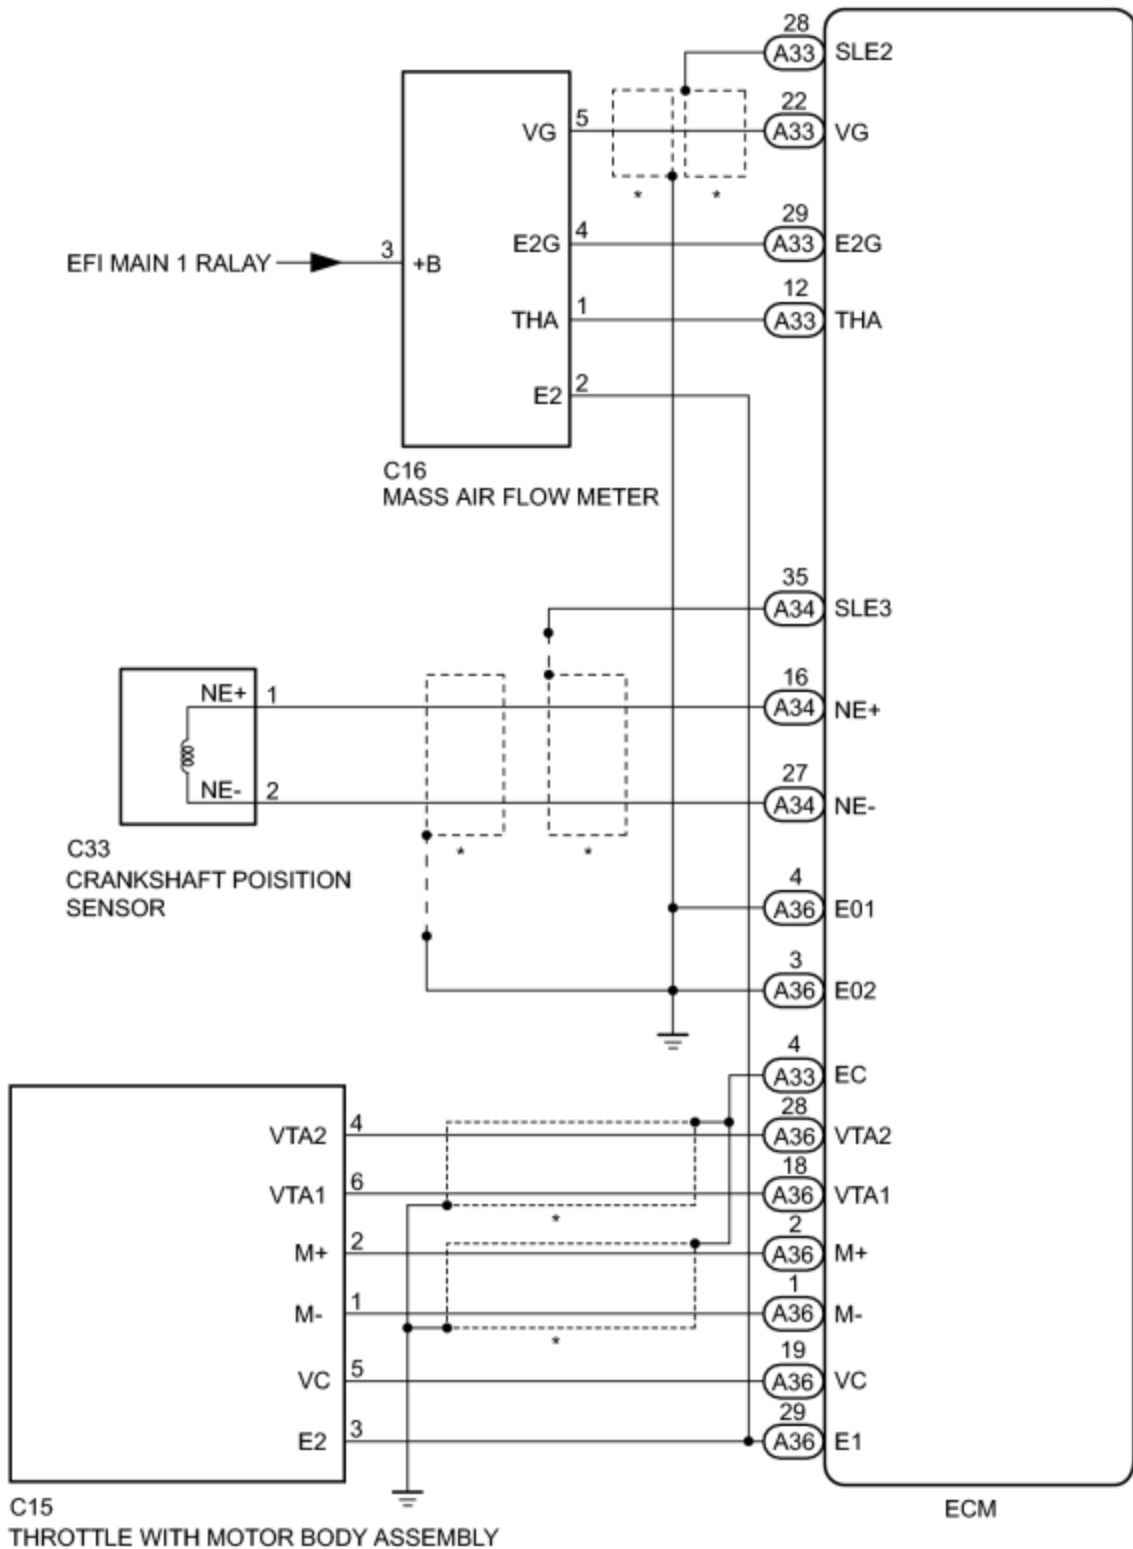 28
A33 SLE2
22
VG 5 A33 VG
* *
29
E2G 4 A33 E2G
EFI MAIN 1 RALAY 3 +B
12
THA 1 A33 THA
E2 2
C16
MASS AIR FLOW METER
35
A34 SLE3
16
NE+ 1 A34 NE+
27
NE- 2 A34 NE-
* *
C33
CRANKSHAFT POISITION
SENSOR
4
A36 E01
3
A36 E02
4
A33 EC
28
VTA2 4 A36 VTA2
18
VTA1 6 A36 VTA1
*
2
M+ 2 A36 M+
1
M- 1 A36 M-
*
19
VC 5 A36 VC
29
E2 3 A36 E1
C15
THROTTLE WITH MOTOR BODY ASSEMBLY
ECM